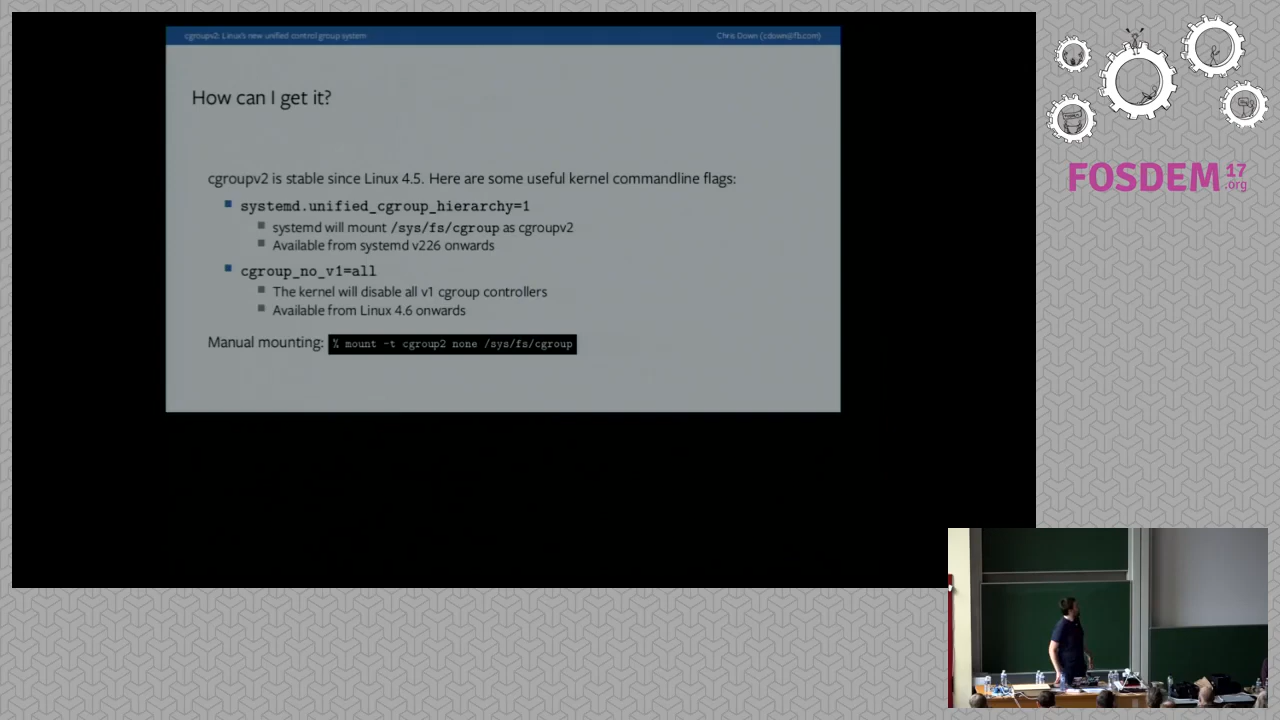 cgroupv2: Linux's new unified control group system
Chris Down (cdown@fb.com)
How can I get it?
cgroupv2 is stable since Linux 4.5. Here are some useful kernel commandline flags:
systemd.unified_cgroup_hierarchy=1
systemd will mount /sys/fs/cgroup as cgroupv2
Available from systemd v226 onwards
cgroup_no_v1=all
The kernel will disable all v1 cgroup controllers
Available from Linux 4.6 onwards
Manual mounting: % mount -t cgroup2 none /sys/fs/cgroup
FOSDEM 17
.org